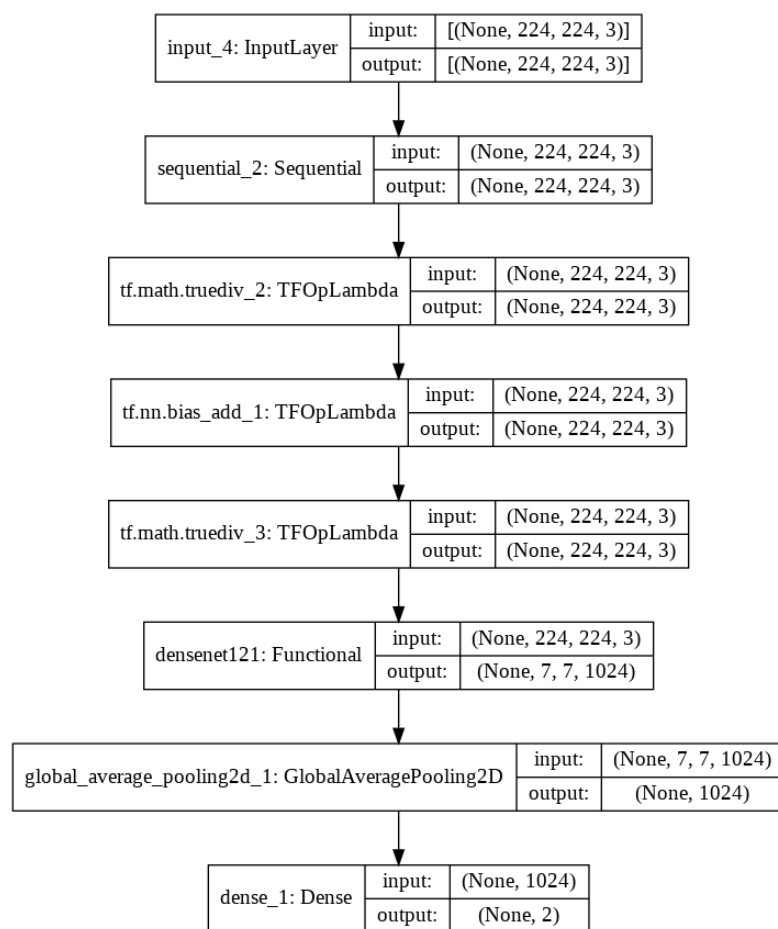 input_4: InputLayer
input: [(None, 224, 224, 3)]
output: [(None, 224, 224, 3)]
sequential_2: Sequential
input: (None, 224, 224, 3)
output: (None, 224, 224, 3)
tf.math.truediv_2: TFOpLambda
input: (None, 224, 224, 3)
output: (None, 224, 224, 3)
tf.nn.bias_add_1: TFOpLambda
input: (None, 224, 224, 3)
output: (None, 224, 224, 3)
tf.math.truediv_3: TFOpLambda
input: (None, 224, 224, 3)
output: (None, 224, 224, 3)
densenet121: Functional
input: (None, 224, 224, 3)
output: (None, 7, 7, 1024)
global_average_pooling2d_1: GlobalAveragePooling2D
input: (None, 7, 7, 1024)
output: (None, 1024)
dense_1: Dense
input: (None, 1024)
output: (None, 2)